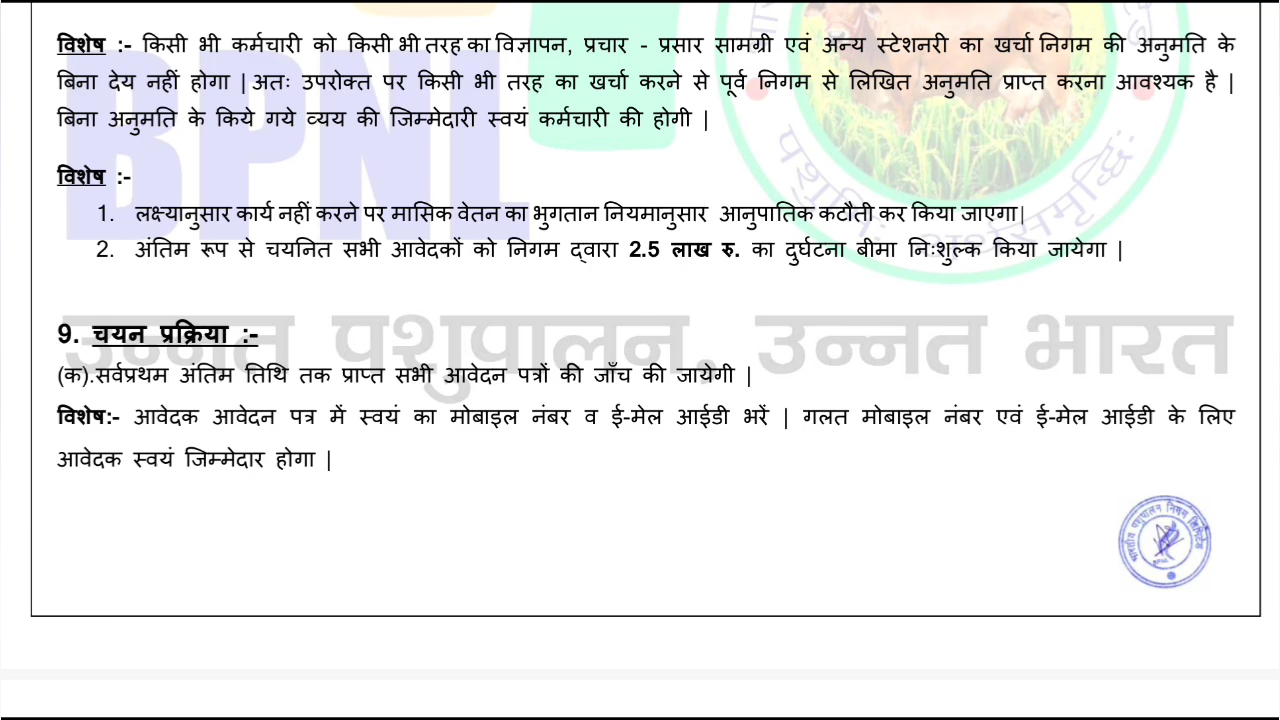 विशेष :- किसी भी कर्मचारी को किसी भी तरह का विज्ञापन, प्रचार - प्रसार सामग्री एवं अन्य स्टेशनरी का खर्चा निगम की अनुमति के
बिना देय नहीं होगा | अतः उपरोक्त पर किसी भी तरह का खर्चा करने से पूर्व निगम से लिखित अनुमति प्राप्त करना आवश्यक है |
बिना अनुमति के किये गये व्यय की जिम्मेदारी स्वयं कर्मचारी की होगी |
विशेष :-
1. लक्ष्यानुसार कार्य नहीं करने पर मासिक वेतन का भुगतान नियमानुसार आनुपातिक कटौती कर किया जाएगा|
2. अंतिम रूप से चयनित सभी आवेदकों को निगम द्वारा 2.5 लाख रु. का दुर्घटना बीमा निःशुल्क किया जायेगा |
9. चयन प्रक्रिया :-
(क).सर्वप्रथम अंतिम तिथि तक प्राप्त सभी आवेदन पत्रों की जाँच की जायेगी |
विशेष:- आवेदक आवेदन पत्र में स्वयं का मोबाइल नंबर व ई-मेल आईडी भरें | गलत मोबाइल नंबर एवं ई-मेल आईडी के लिए
आवेदक स्वयं जिम्मेदार होगा |
BPNL
उन्नत पशुपालन, उन्नत भारत
भारतीय पशुपालन निगम लिमिटेड